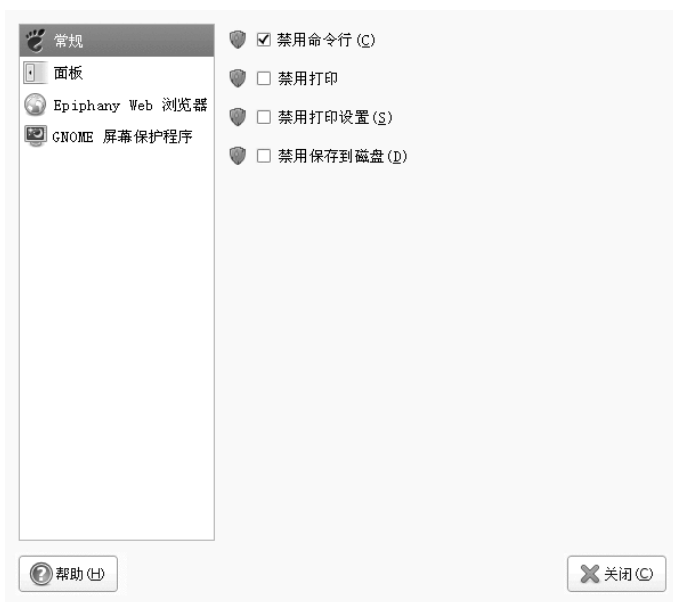 常规
面板
Epiphany Web 浏览器
GNOME 屏幕保护程序
禁用命令行(C)
禁用打印
禁用打印设置(S)
禁用保存到磁盘(D)
帮助(H)
关闭(C)